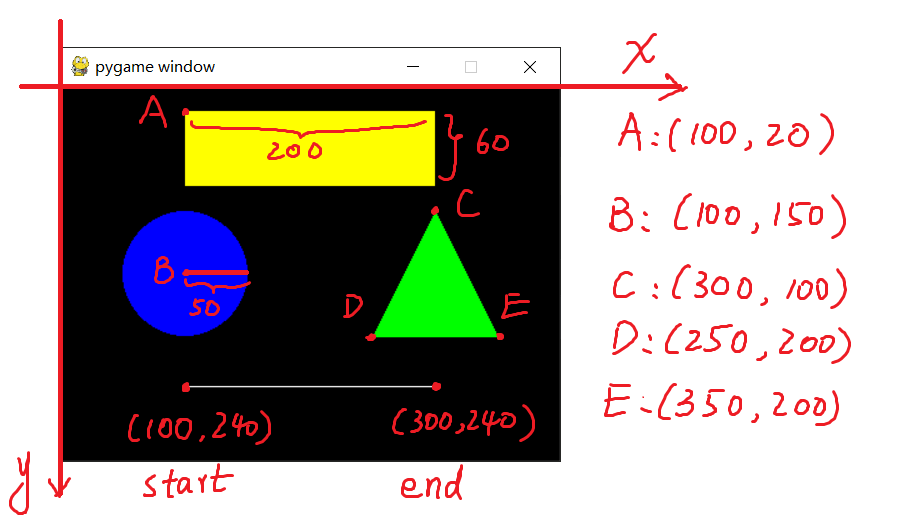 x
pygame window
A
200
} 60
A:(100,20)
C
B: (100,150)
B
50
D
E
C:(300,100)
D:(250,200)
E:(350,200)
(100,240)
(300,240)
y
start
end